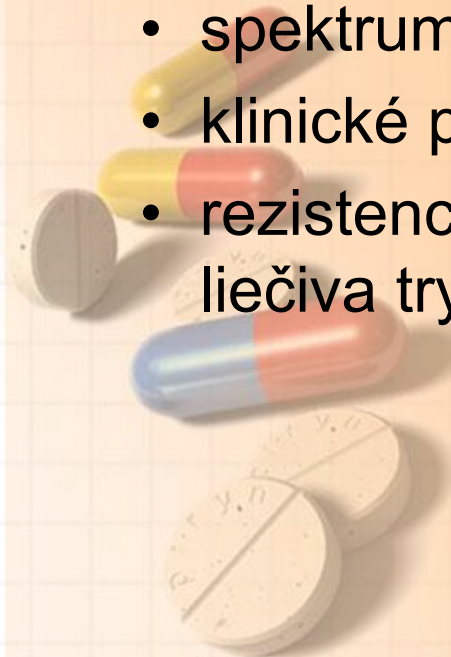 • spektrum
• klinické p
• rezistenc
liečiva try